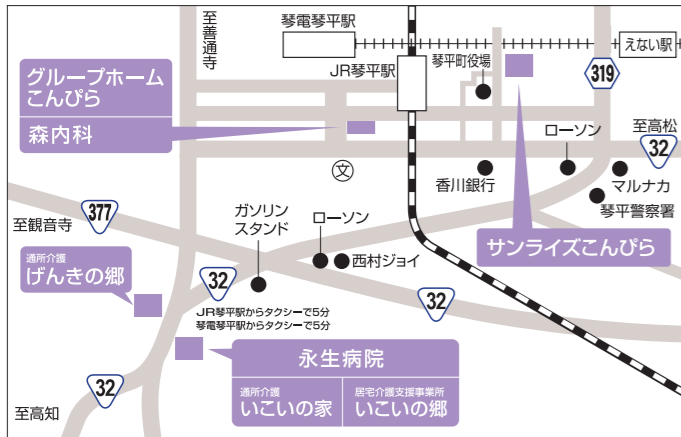 至善通寺
琴電琴平駅
えない駅
JR琴平駅
琴平町役場
319
グループホーム
こんぴら
森内科
ローソン
至高松
32
文
香川銀行
マルナカ
琴平警察署
377
至観音寺
ガソリン
スタンド
ローソン
西村ジョイ
サンライズこんぴら
通所介護
げんきの郷
32
JR琴平駅からタクシーで5分
琴電琴平駅からタクシーで5分
32
永生病院
通所介護
いこいの家
居宅介護支援事業所
いこいの郷
32
至高知